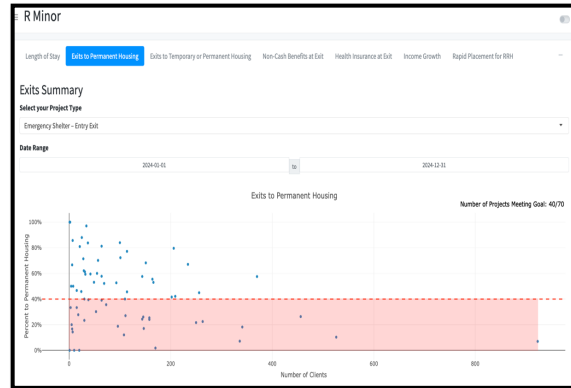 R Minor
Length of Stay
Exits to Permanent Housing
Exits to Temporary or Permanent Housing
Non-Cash Benefits at Exit
Health Insurance at Exit
Income Growth
Rapid Placement for RRH
Exits Summary
Select your Project Type
Emergency Shelter – Entry Exit
Date Range
2024-01-01
to
2024-12-31
Exits to Permanent Housing
Number of Projects Meeting Goal: 40/70
Percent to Permanent Housing
100%
80%
60%
40%
20%
0%
0
200
400
600
800
Number of Clients